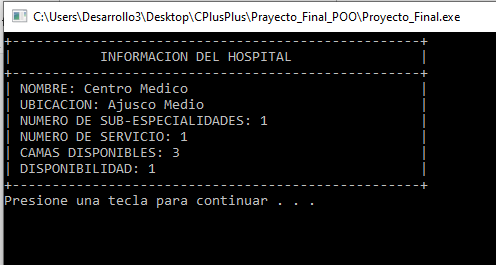 C:\Users\Desarrollo3\Desktop\CPlusPlus\Prayecto_Final_POO\Proyecto_Final.exe
INFORMACION DEL HOSPITAL
NOMBRE: Centro Medico
UBICACION: Ajusco Medio
NUMERO DE SUB-ESPECIALIDADES: 1
NUMERO DE SERVICIO: 1
CAMAS DISPONIBLES: 3
DISPONIBILIDAD: 1
Presione una tecla para continuar . . .